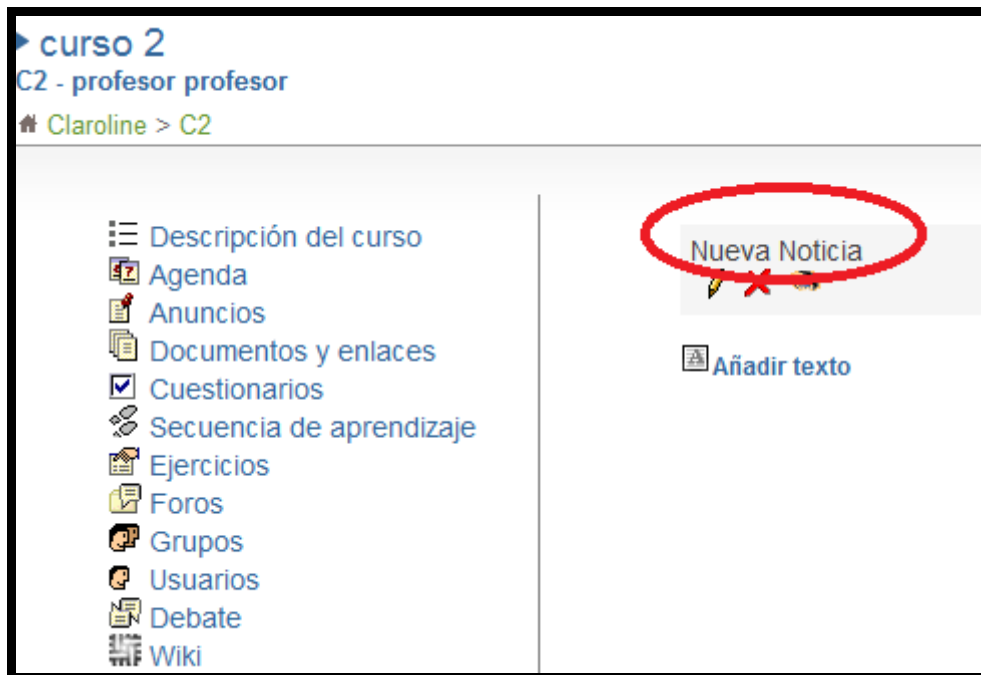 curso 2
C2 - profesor profesor
Claroline > C2
Descripción del curso
Agenda
Anuncios
Documentos y enlaces
Cuestionarios
Secuencia de aprendizaje
Ejercicios
Foros
Grupos
Usuarios
Debate
Wiki
Nueva Noticia
Añadir texto